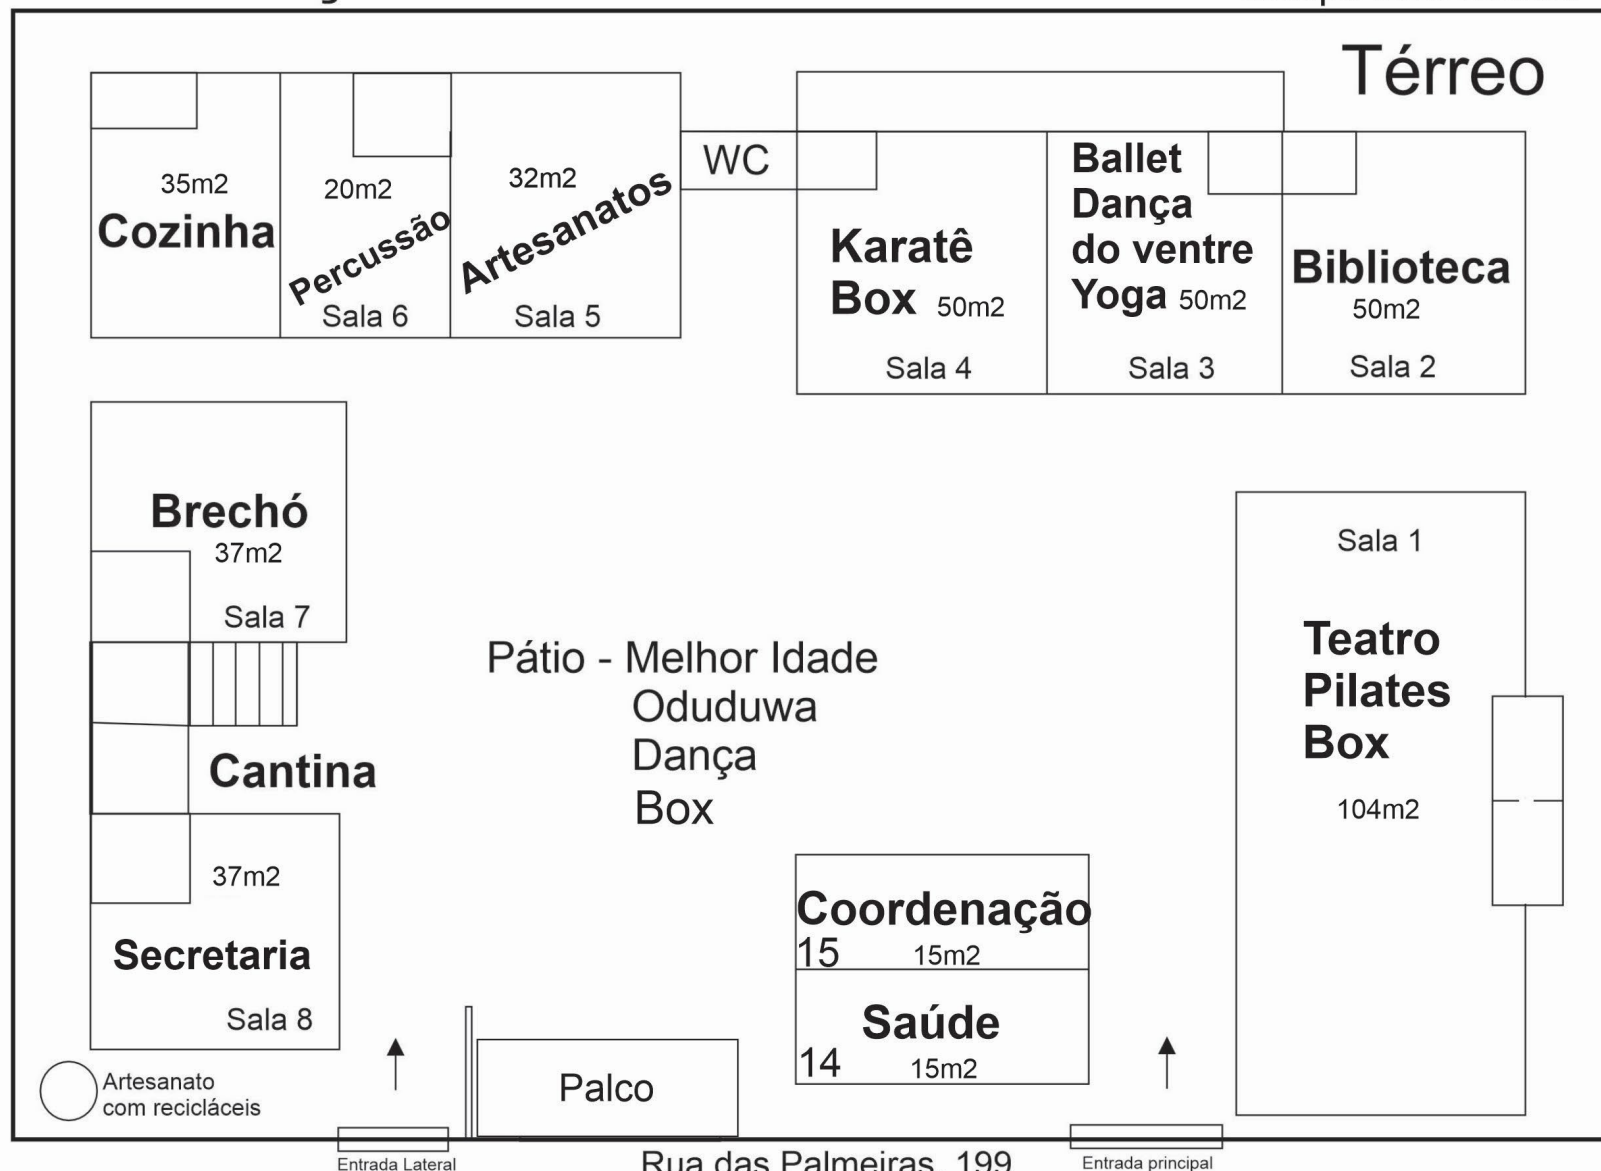 Térreo
35m2
Cozinha
20m2
Percussão
Sala 6
32m2
Artesanatos
Sala 5
WC
Karatê
Box 50m2
Sala 4
Ballet
Dança
do ventre
Yoga 50m2
Sala 3
Biblioteca
50m2
Sala 2
Brechó
37m2
Sala 7
Sala 1
Teatro
Pilates
Box
104m2
Pátio - Melhor Idade
Oduduwa
Dança
Box
Cantina
37m2
Secretaria
Sala 8
Coordenação
15 15m2
Saúde
14 15m2
Palco
Artesanato
com recicláceis
Entrada Lateral
Rua das Palmeiras, 199
Entrada principal